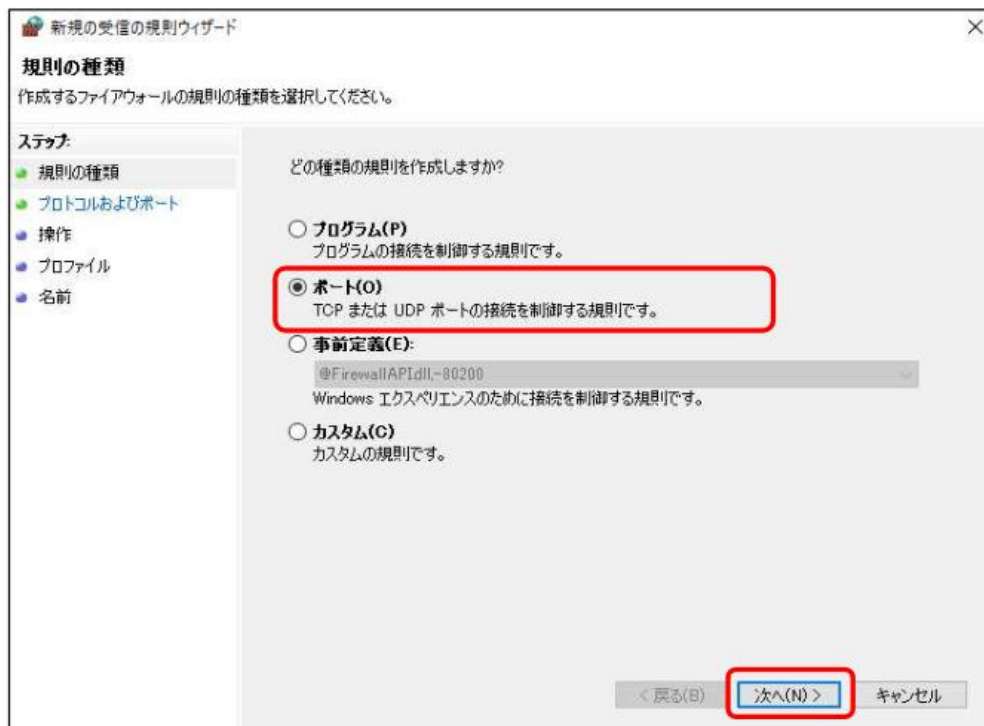 新規の受信の規則ウィザード
規則の種類
作成するファイアウォールの規則の種類を選択してください。
ステップ:
規則の種類
プロトコルおよびポート
操作
プロファイル
名前
どの種類の規則を作成しますか?
プログラム(P)
プログラムの接続を制御する規則です。
ポート(O)
TCP または UDP ポートの接続を制御する規則です。
事前定義(E):
@FirewallAPI.dll,-80200
Windows エクスペリエンスのために接続を制御する規則です。
カスタム(C)
カスタムの規則です。
< 戻る(B)
次へ(N) >
キャンセル